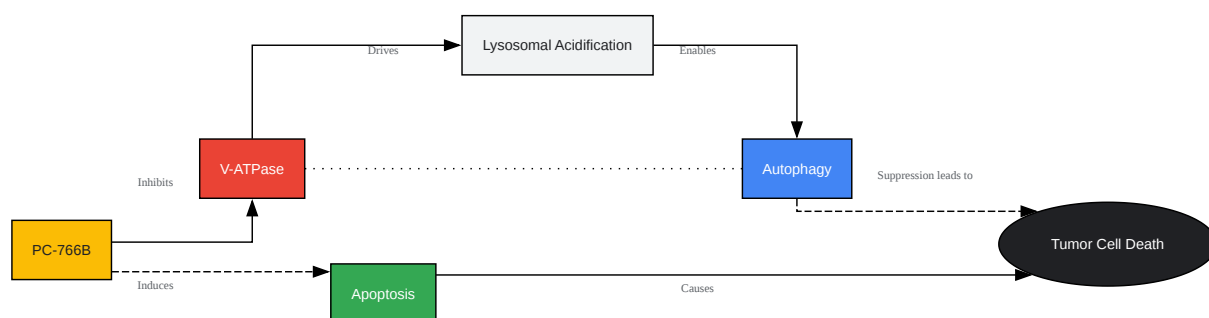 Lysosomal Acidification
Drives
Enables
V-ATPase
Autophagy
Inhibits
Suppression leads to
PC-766B
Tumor Cell Death
Induces
Apoptosis
Causes